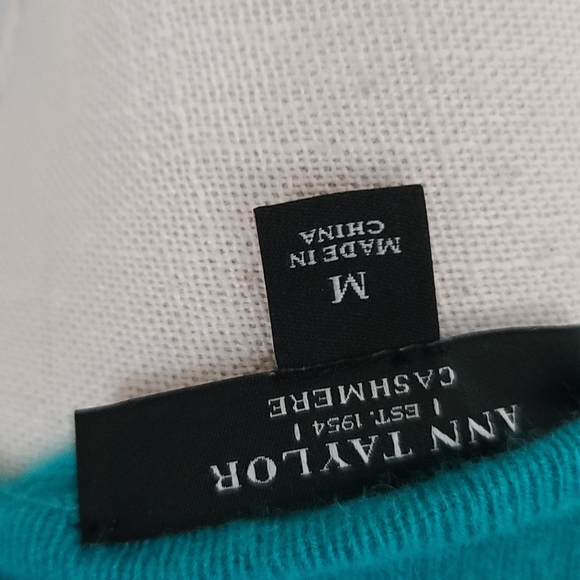 ANN TAYLOR
EST. 1954
CASHMERE
M
MADE IN
CHINA